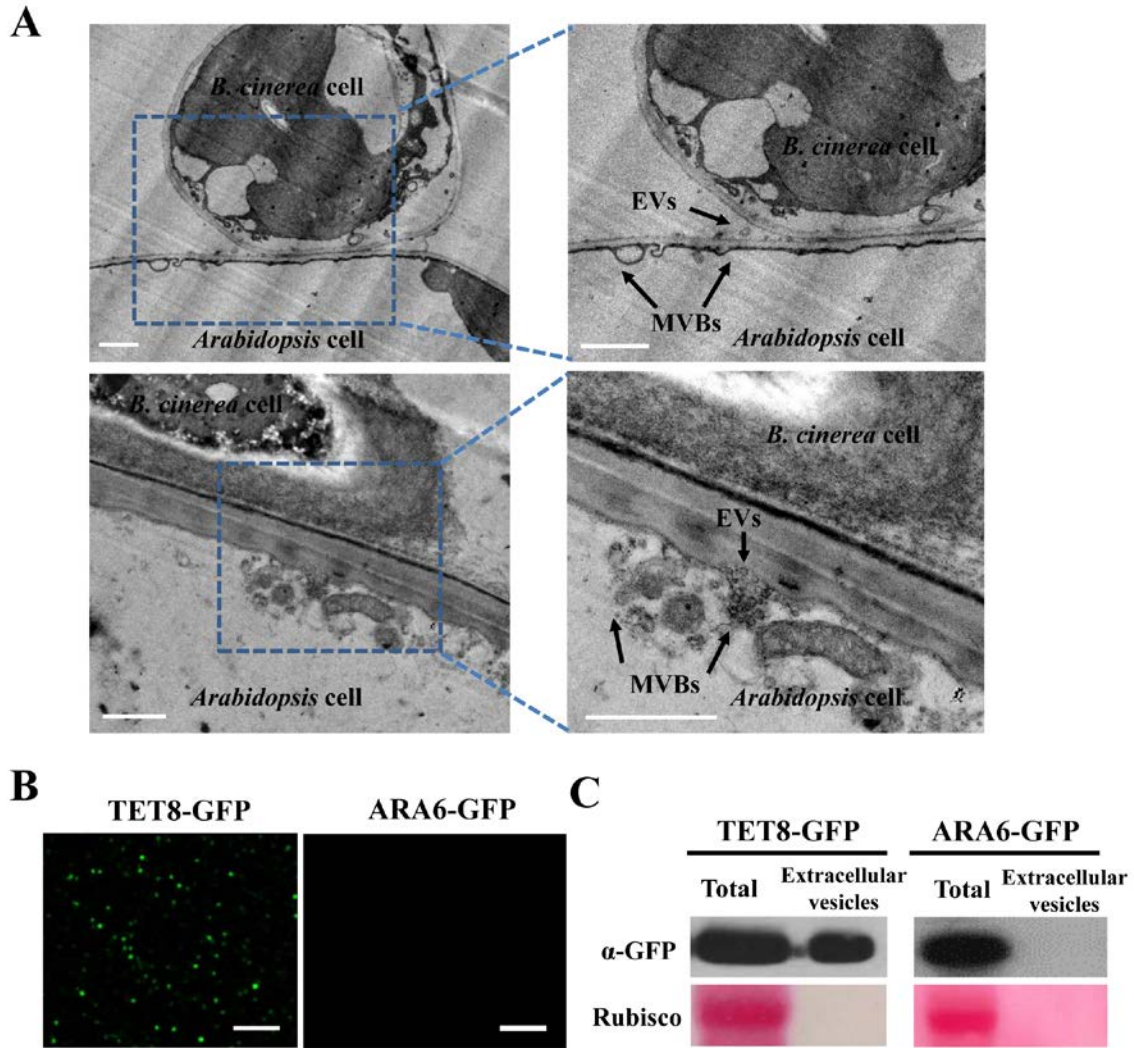 A
B. cinerea cell
Arabidopsis cell
B. cinerea cell
EVs
MVBs
Arabidopsis cell
B. cinerea cell
Arabidopsis cell
B. cinerea cell
EVs
MVBs
Arabidopsis cell
B
TET8-GFP
ARA6-GFP
C
TET8-GFP
ARA6-GFP
Total
Extracellular
vesicles
Total
Extracellular
vesicles
α-GFP
Rubisco